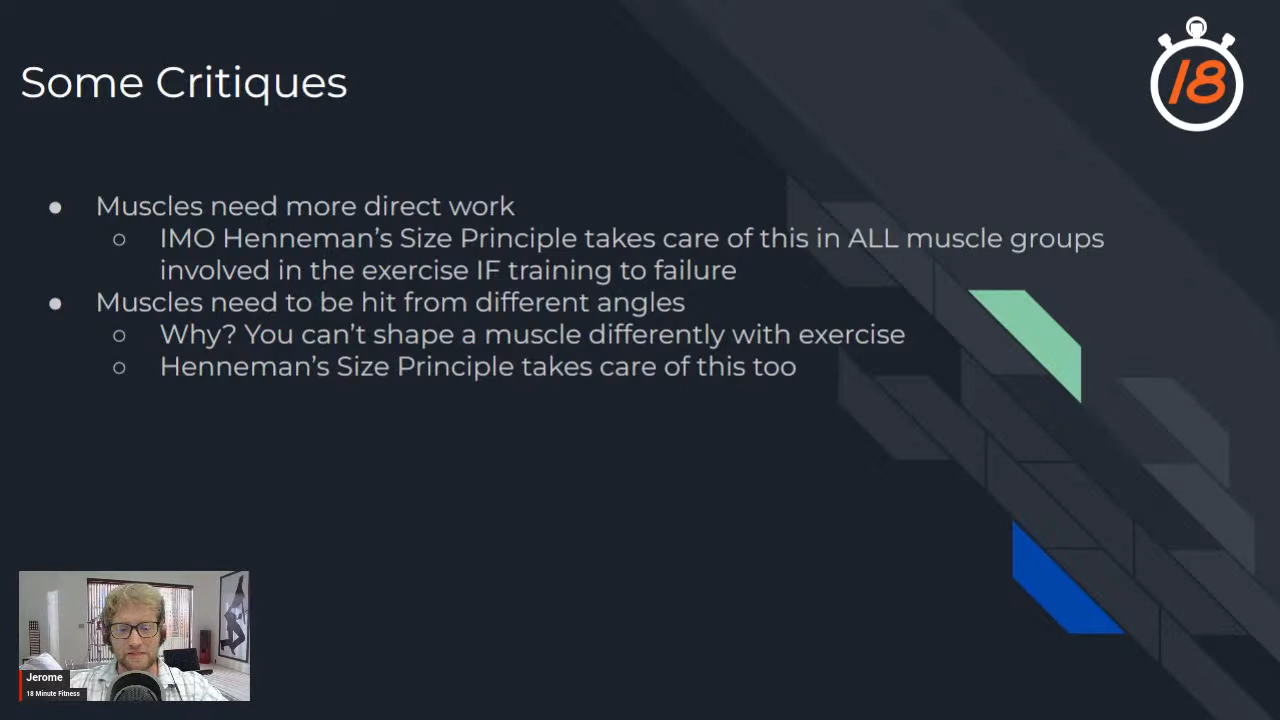 18
Some Critiques
● Muscles need more direct work
○ IMO Henneman's Size Principle takes care of this in ALL muscle groups
involved in the exercise IF training to failure
● Muscles need to be hit from different angles
○ Why? You can't shape a muscle differently with exercise
○ Henneman's Size Principle takes care of this too
Jerome
18 Minute Fitness